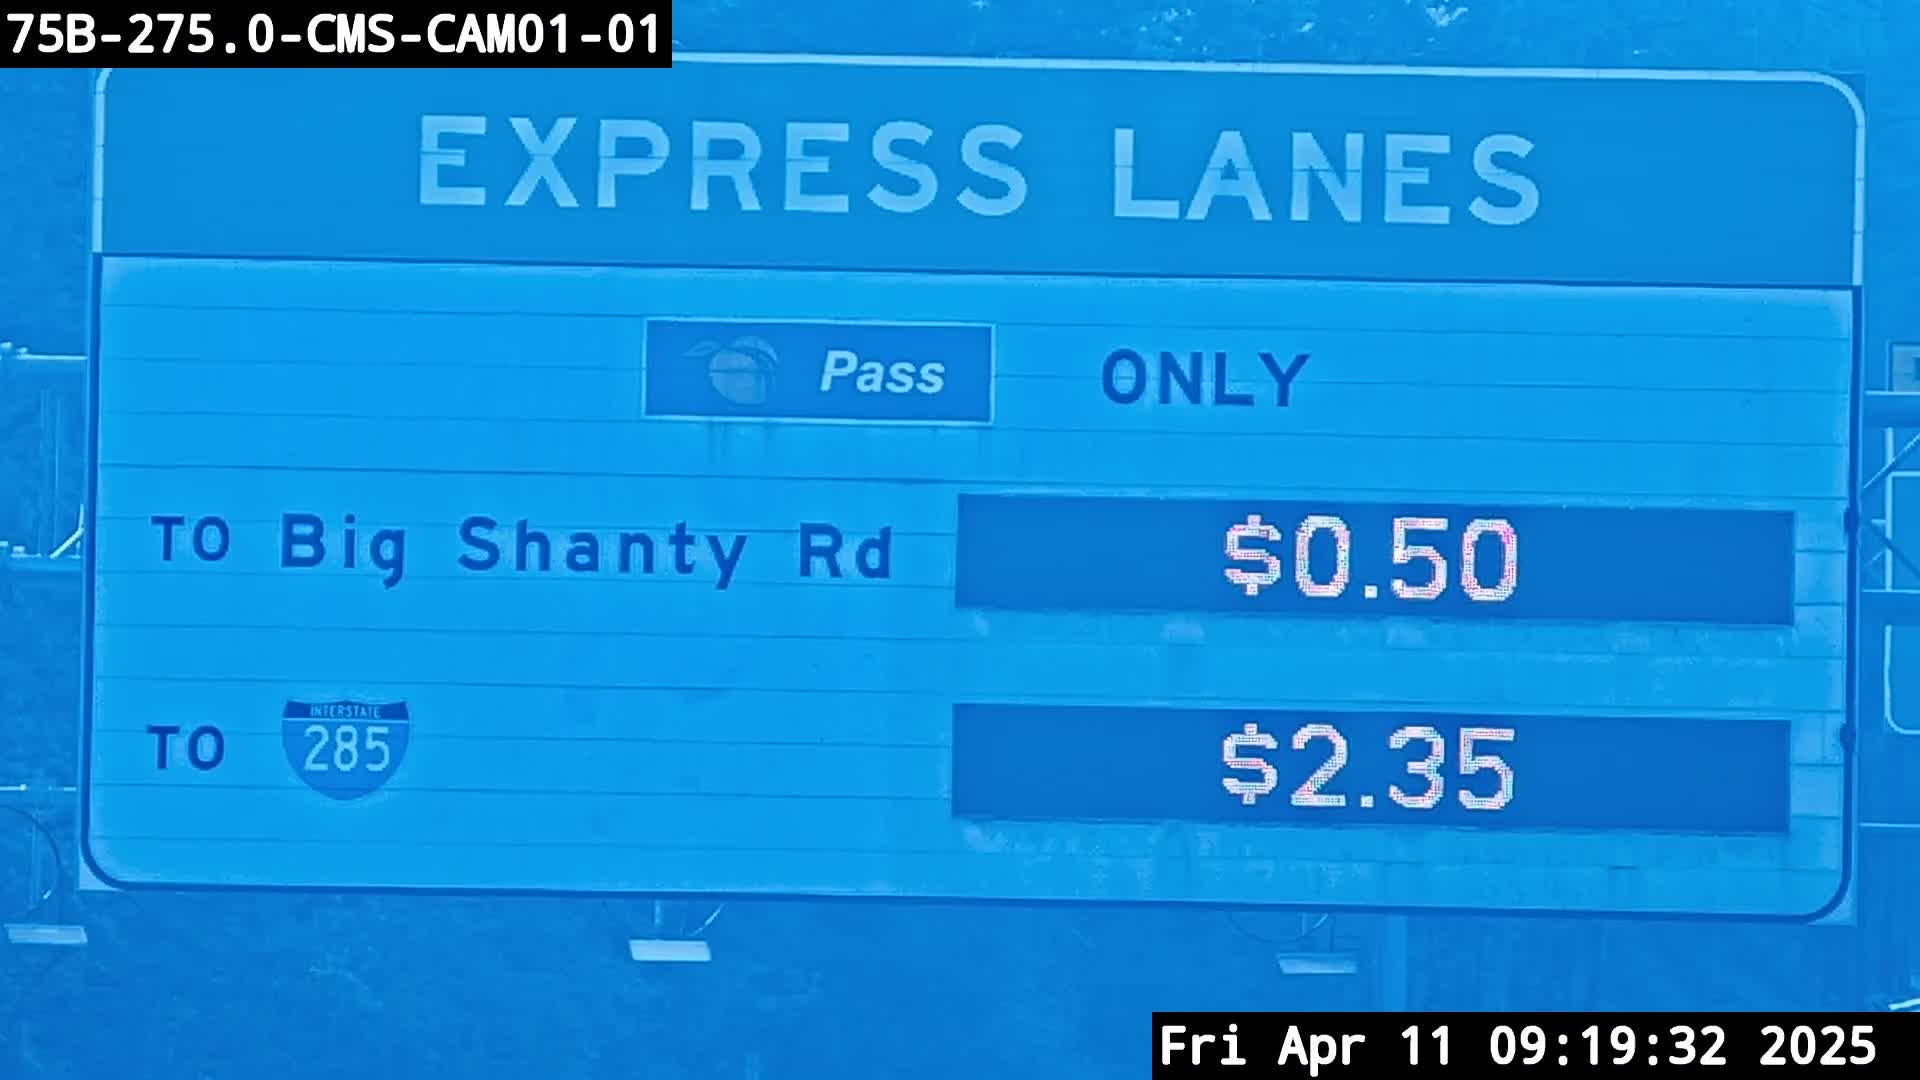 75B-275.0-CMS-CAM01-01
EXPRESS LANES
Pass ONLY
TO Big Shanty Rd $0.50
TO INTERSTATE 285 $2.35
Fri Apr 11 09:19:32 2025